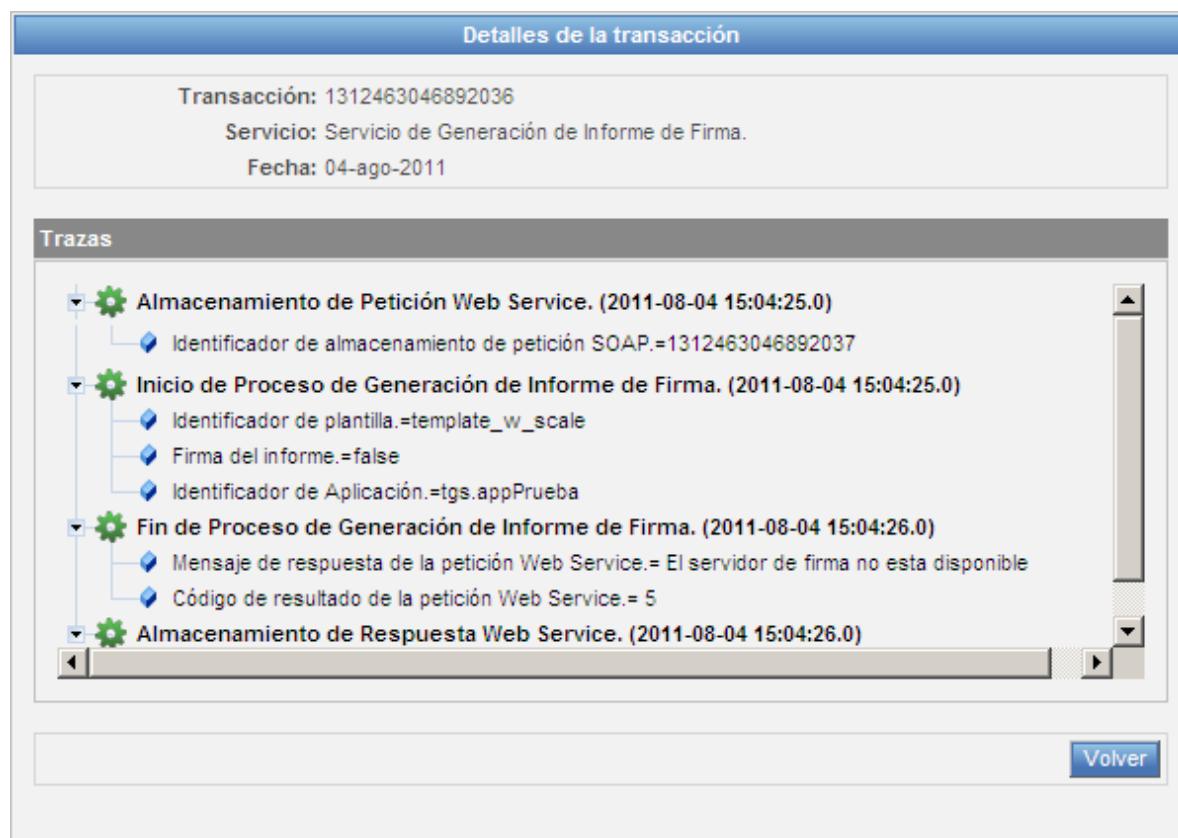 Detalles de la transacción
Transacción: 1312463046892036
Servicio: Servicio de Generación de Informe de Firma.
Fecha: 04-ago-2011
Trazas
Almacenamiento de Petición Web Service. (2011-08-04 15:04:25.0)
Identificador de almacenamiento de petición SOAP.=1312463046892037
Inicio de Proceso de Generación de Informe de Firma. (2011-08-04 15:04:25.0)
Identificador de plantilla.=template_w_scale
Firma del informe.=false
Identificador de Aplicación.=tgs.appPrueba
Fin de Proceso de Generación de Informe de Firma. (2011-08-04 15:04:26.0)
Mensaje de respuesta de la petición Web Service.= El servidor de firma no esta disponible
Código de resultado de la petición Web Service.= 5
Almacenamiento de Respuesta Web Service. (2011-08-04 15:04:26.0)
Volver